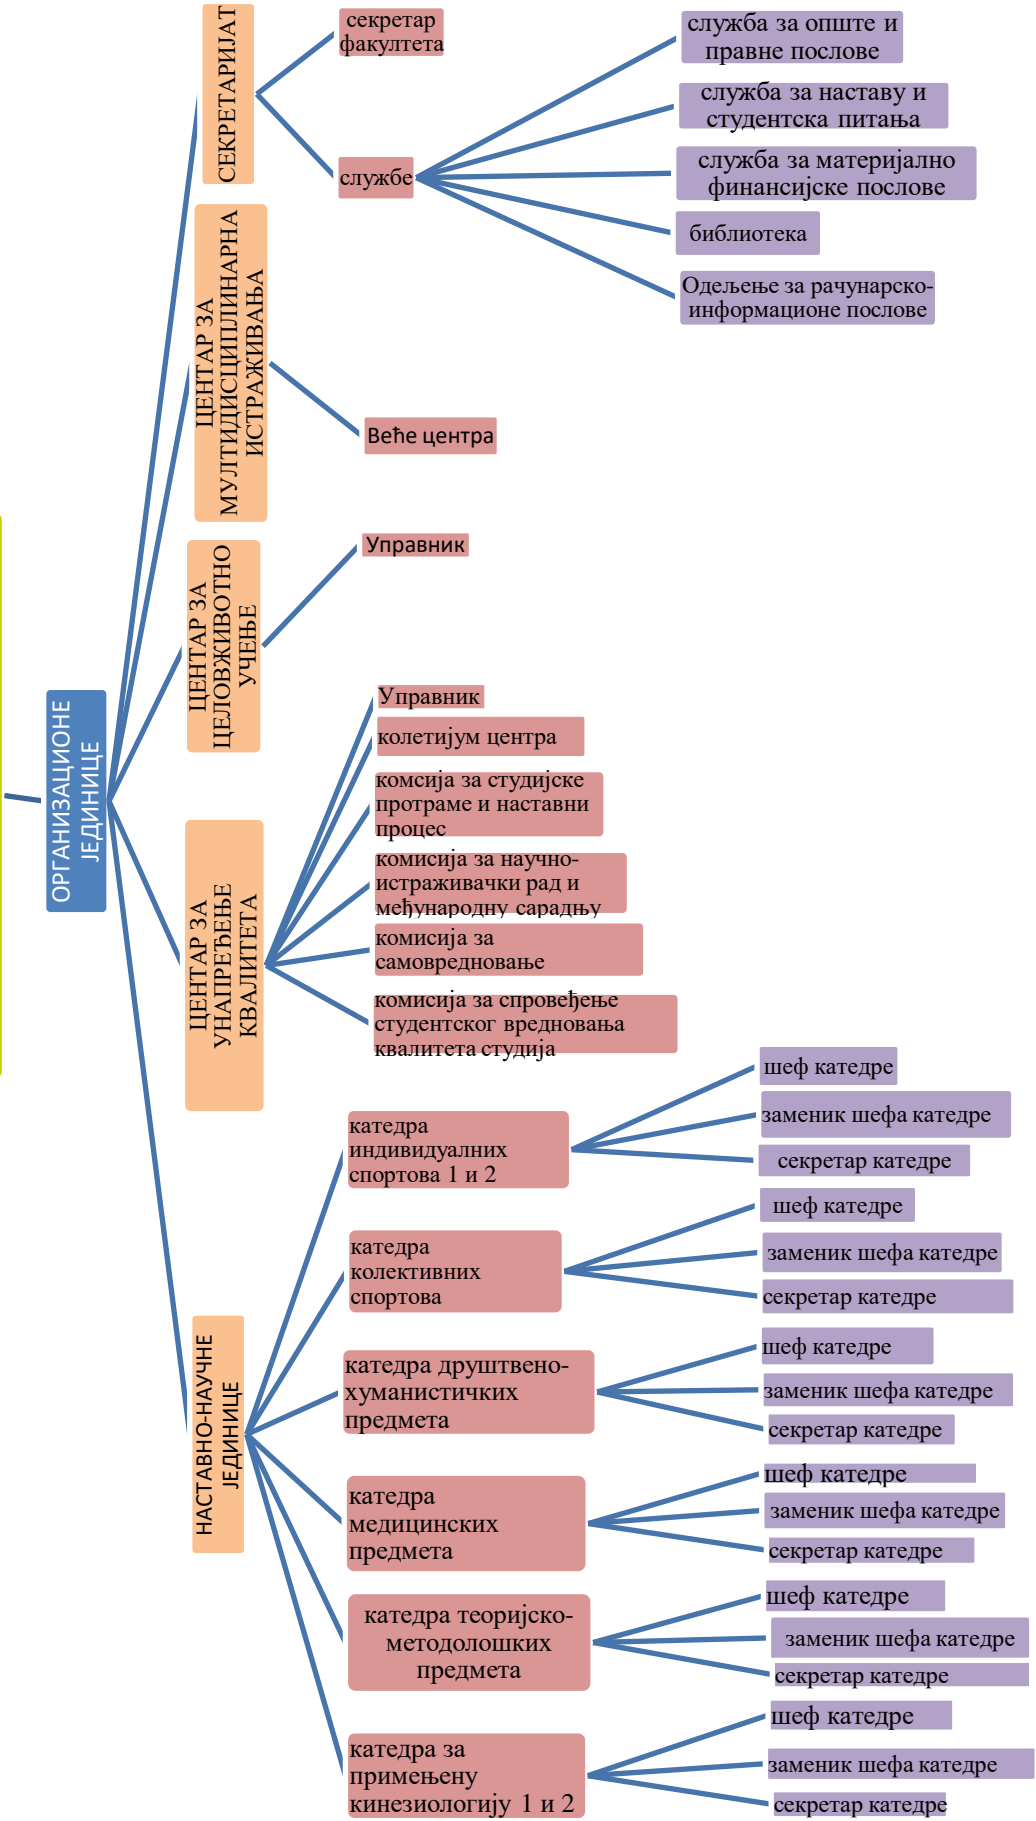 ОРГАНИЗАЦИОНЕ
ЈЕДИНИЦЕ
СЕКРЕТАРИЈАТ
секретар
факултета
службе
служба за опште и
правне послове
служба за наставу и
студентска питања
служба за материјално
финансијске послове
библиотека
Одељење за рачунарско-
информационе послове
ЦЕНТАР ЗА
МУЛТИДИСЦИПЛИНАРНА
ИСТРАЖИВАЊА
Веће центра
ЦЕНТАР ЗА
ЦЕЛОВЖИВОТНО
УЧЕЊЕ
Управник
ЦЕНТАР ЗА
УНАПРЕЂЕЊЕ
КВАЛИТЕТА
Управник
колетијум центра
комсија за студијске
протраме и наставни
процес
комисија за научно-
истраживачки рад и
међународну сарадњу
комисија за
самовредновање
комисија за спровеђење
студентског вредновања
квалитета студија
НАСТАВНО-НАУЧНЕ
ЈЕДИНИЦЕ
катедра
индивидуалних
спортова 1 и 2
шеф катедре
заменик шефа катедре
секретар катедре
катедра
колективних
спортова
шеф катедре
заменик шефа катедре
секретар катедре
катедра друштвено-
хуманистичких
предмета
шеф катедре
заменик шефа катедре
секретар катедре
катедра
медицинских
предмета
шеф катедре
заменик шефа катедре
секретар катедре
катедра теоријско-
методолошких
предмета
шеф катедре
заменик шефа катедре
секретар катедре
катедра за
примењену
кинезиологију 1 и 2
шеф катедре
заменик шефа катедре
секретар катедре